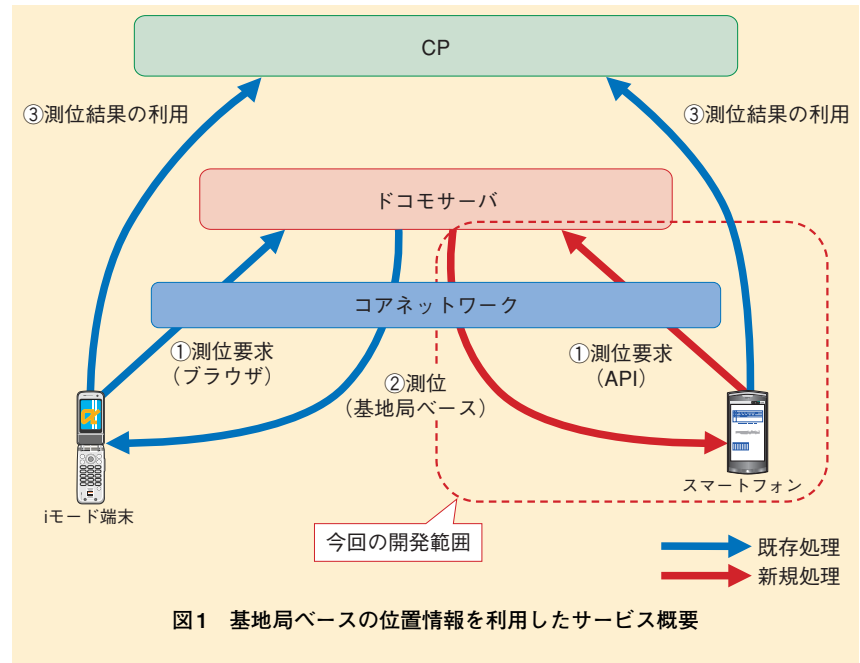 CP
③測位結果の利用
③測位結果の利用
ドコモサーバ
コアネットワーク
①測位要求
（ブラウザ）
②測位
（基地局ベース）
①測位要求
（API）
iモード端末
スマートフォン
今回の開発範囲
既存処理
新規処理
図1　基地局ベースの位置情報を利用したサービス概要